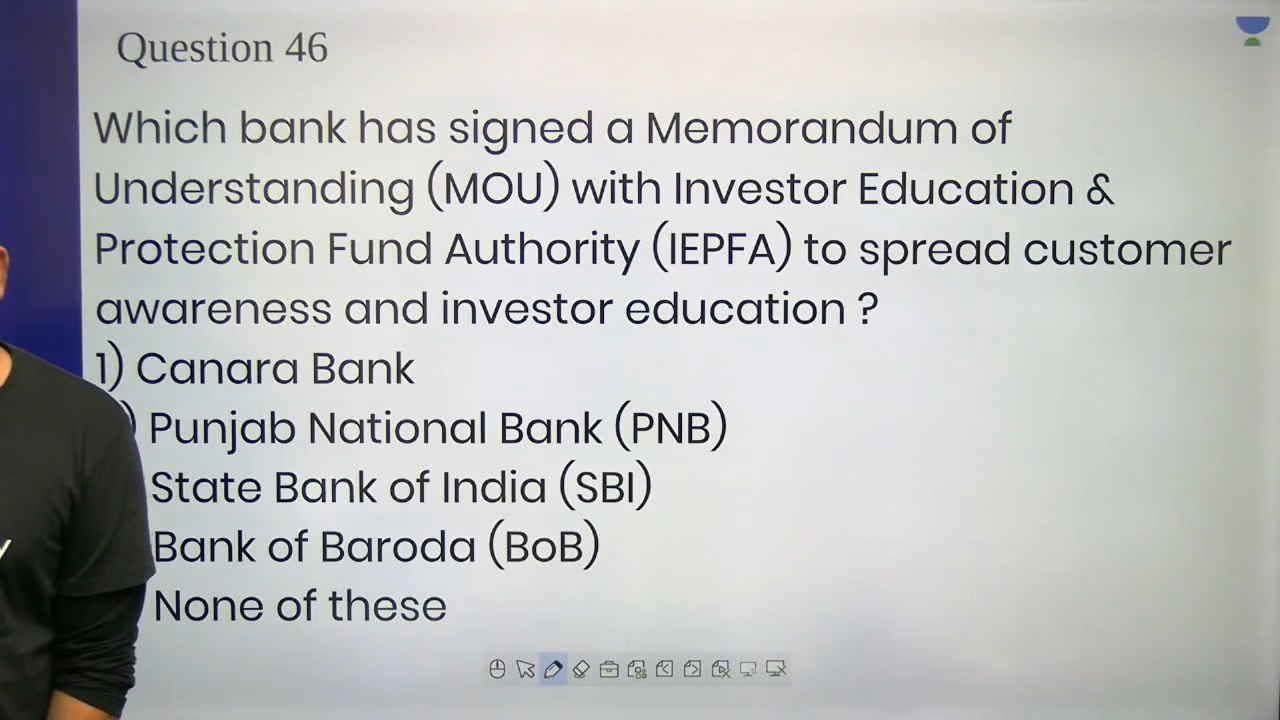 Question 46
Which bank has signed a Memorandum of
Understanding (MOU) with Investor Education &
Protection Fund Authority (IEPFA) to spread customer
awareness and investor education ?
1) Canara Bank
) Punjab National Bank (PNB)
State Bank of India (SBI)
Bank of Baroda (BoB)
None of these